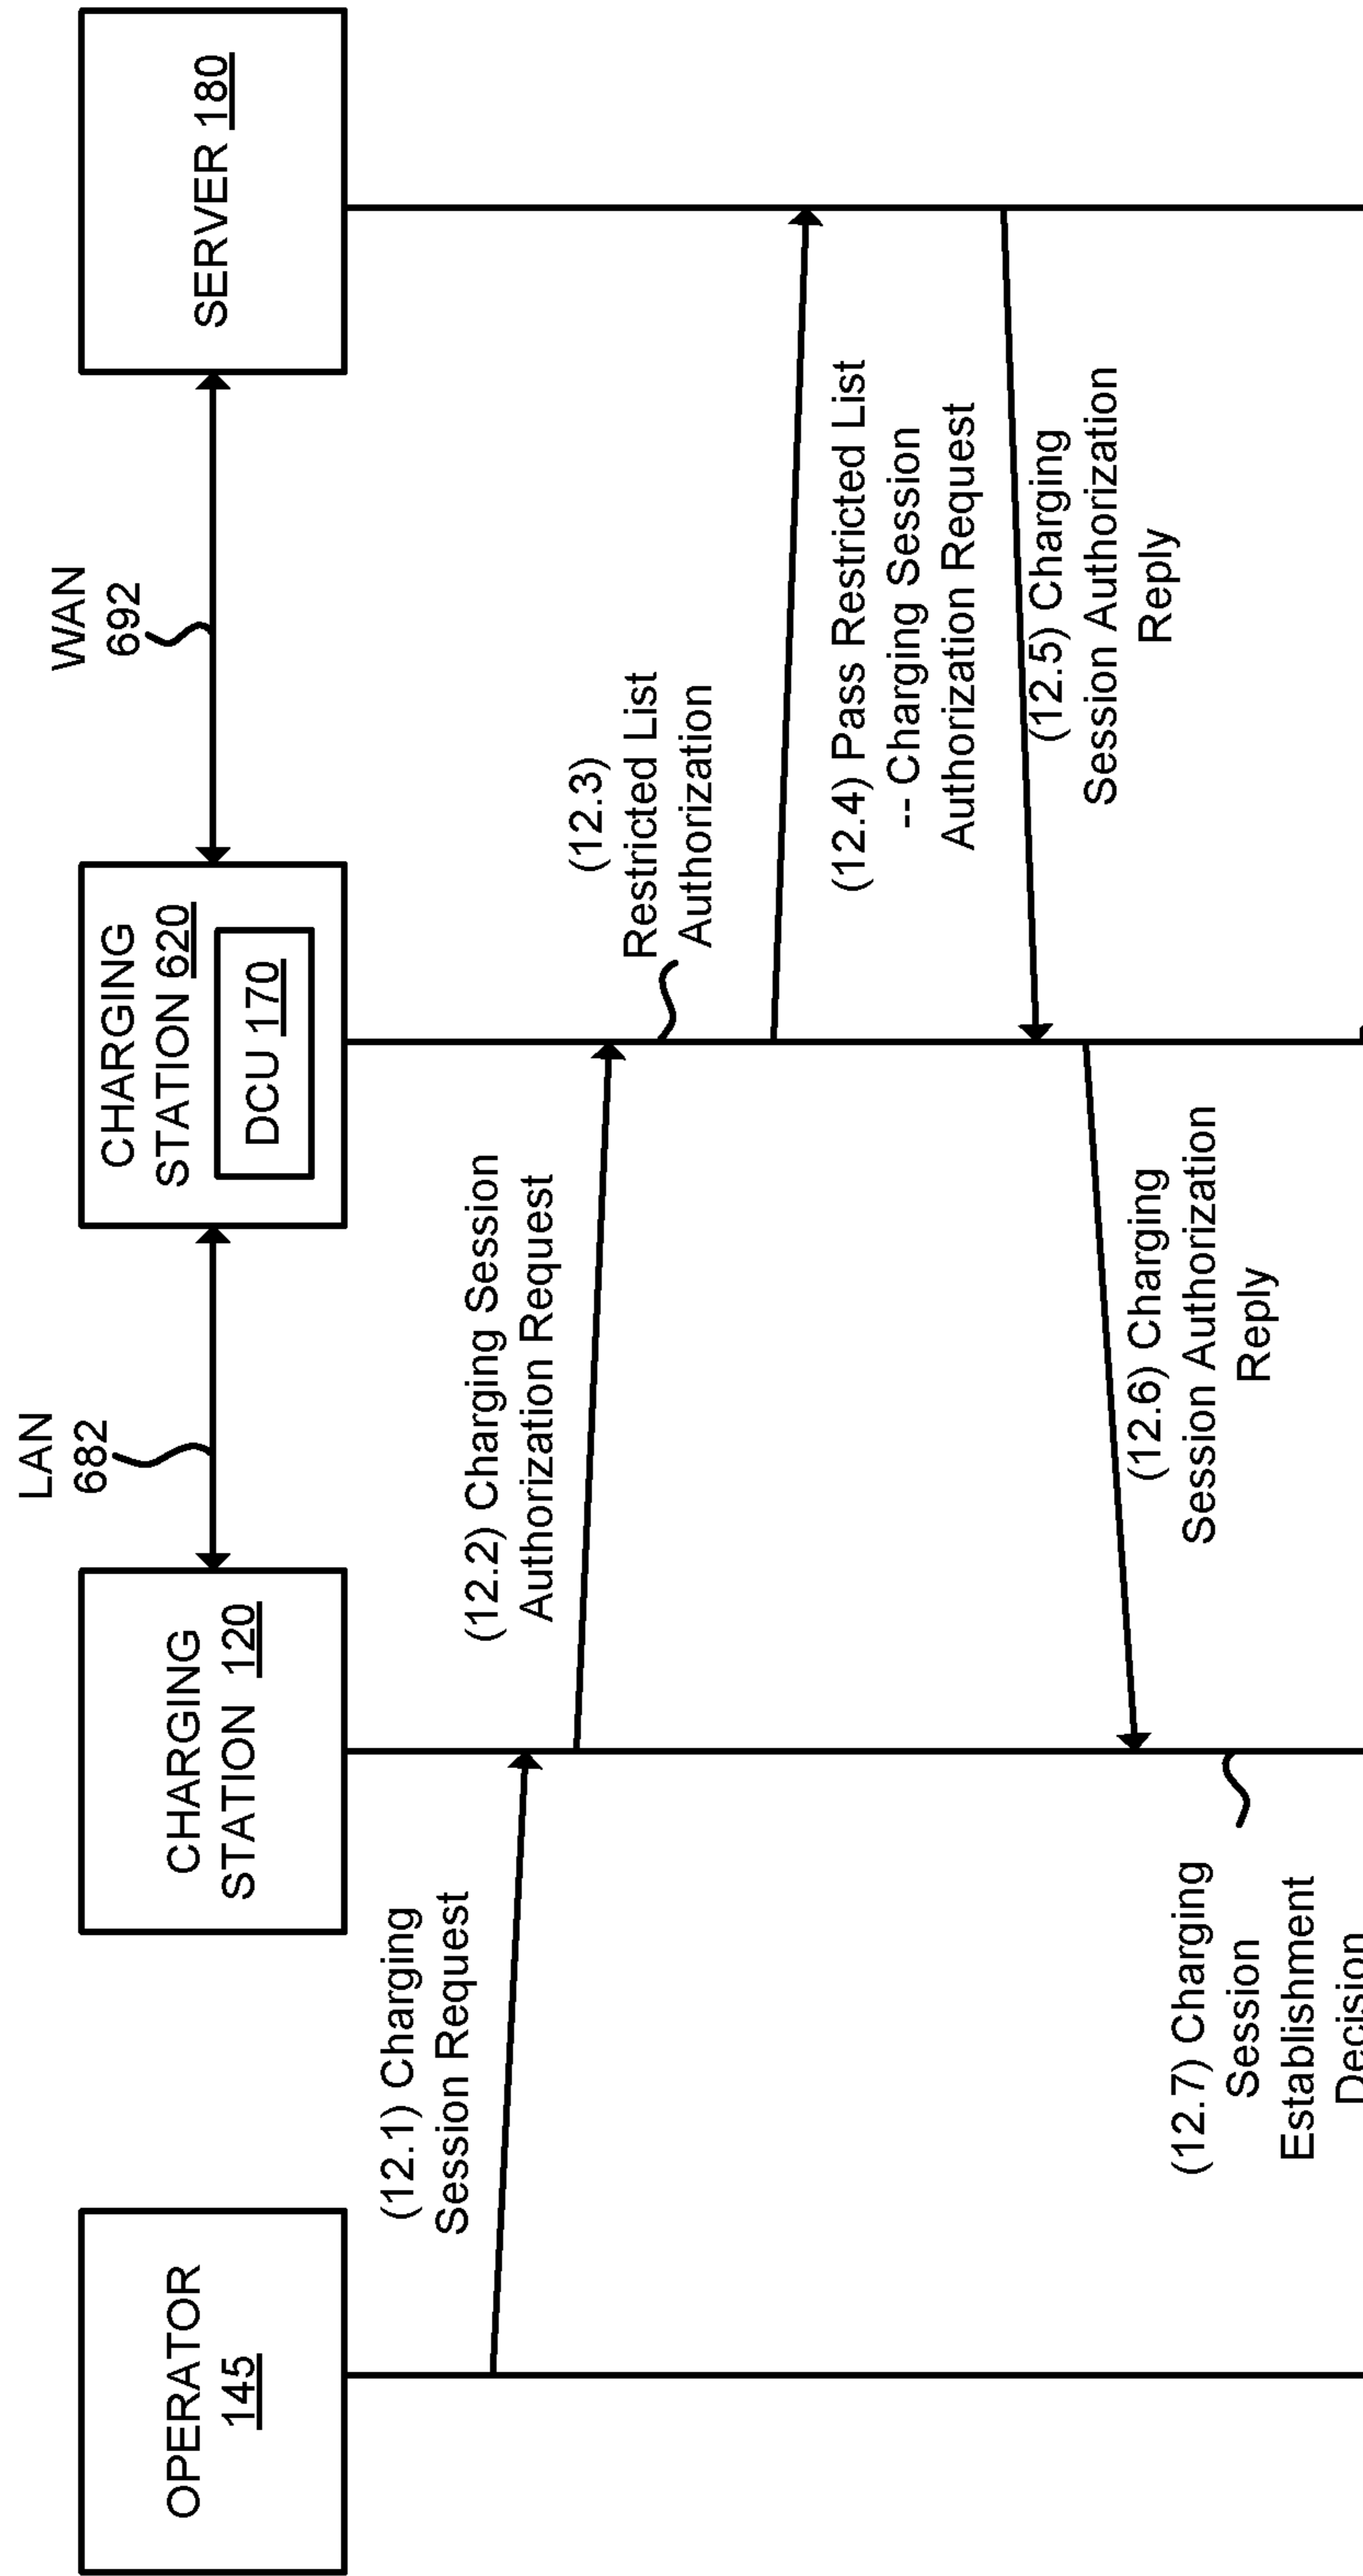 OPERATOR
145
CHARGING
STATION 120
LAN
682
CHARGING
STATION 620
DCU 170
WAN
692
SERVER 180
(12.1) Charging
Session Request
(12.2) Charging Session
Authorization Request
(12.3)
Restricted List
Authorization
(12.4) Pass Restricted List
-- Charging Session
Authorization Request
(12.5) Charging
Session Authorization
Reply
(12.6) Charging
Session Authorization
Reply
(12.7) Charging
Session
Establishment
Decision